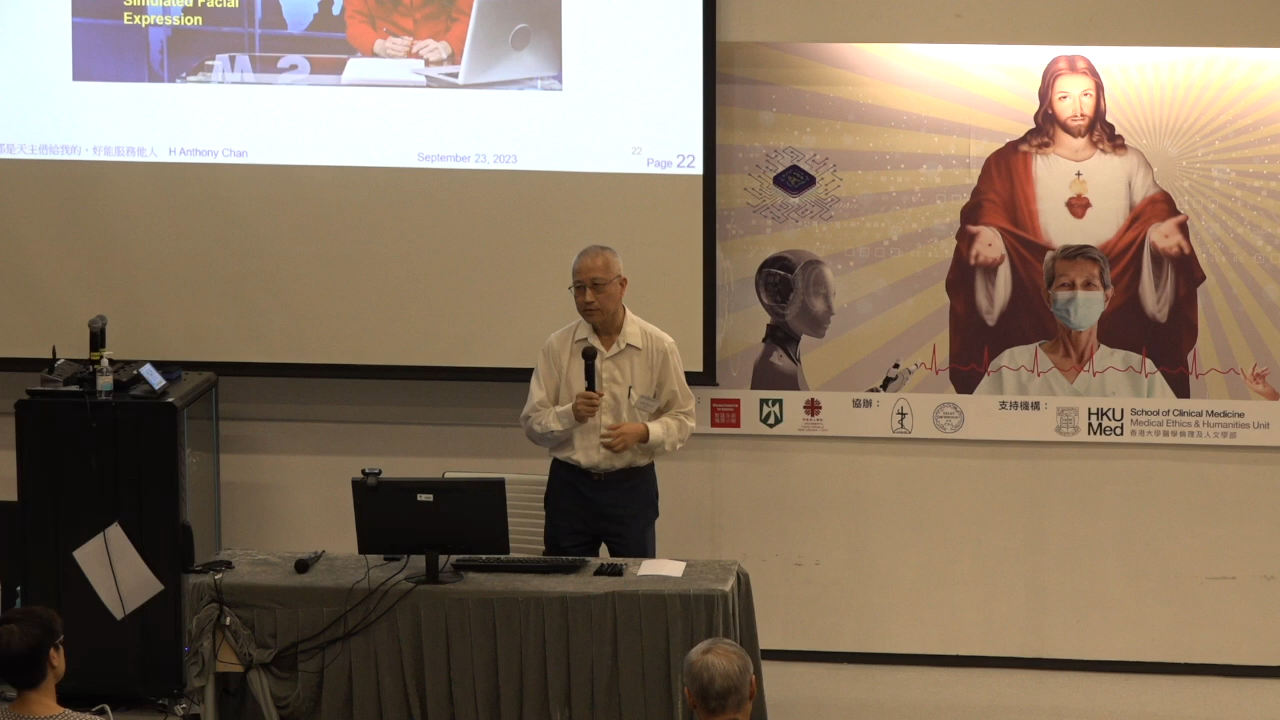 Simulated Facial
Expression
M 2
都是天主借給我的，好能服務他人 H Anthony Chan
September 23, 2023
22
Page 22
協辦：
支持機構：
HKU
Med
School of Clinical Medicine
Medical Ethics & Humanities Unit
香港大學醫學倫理及人文學部